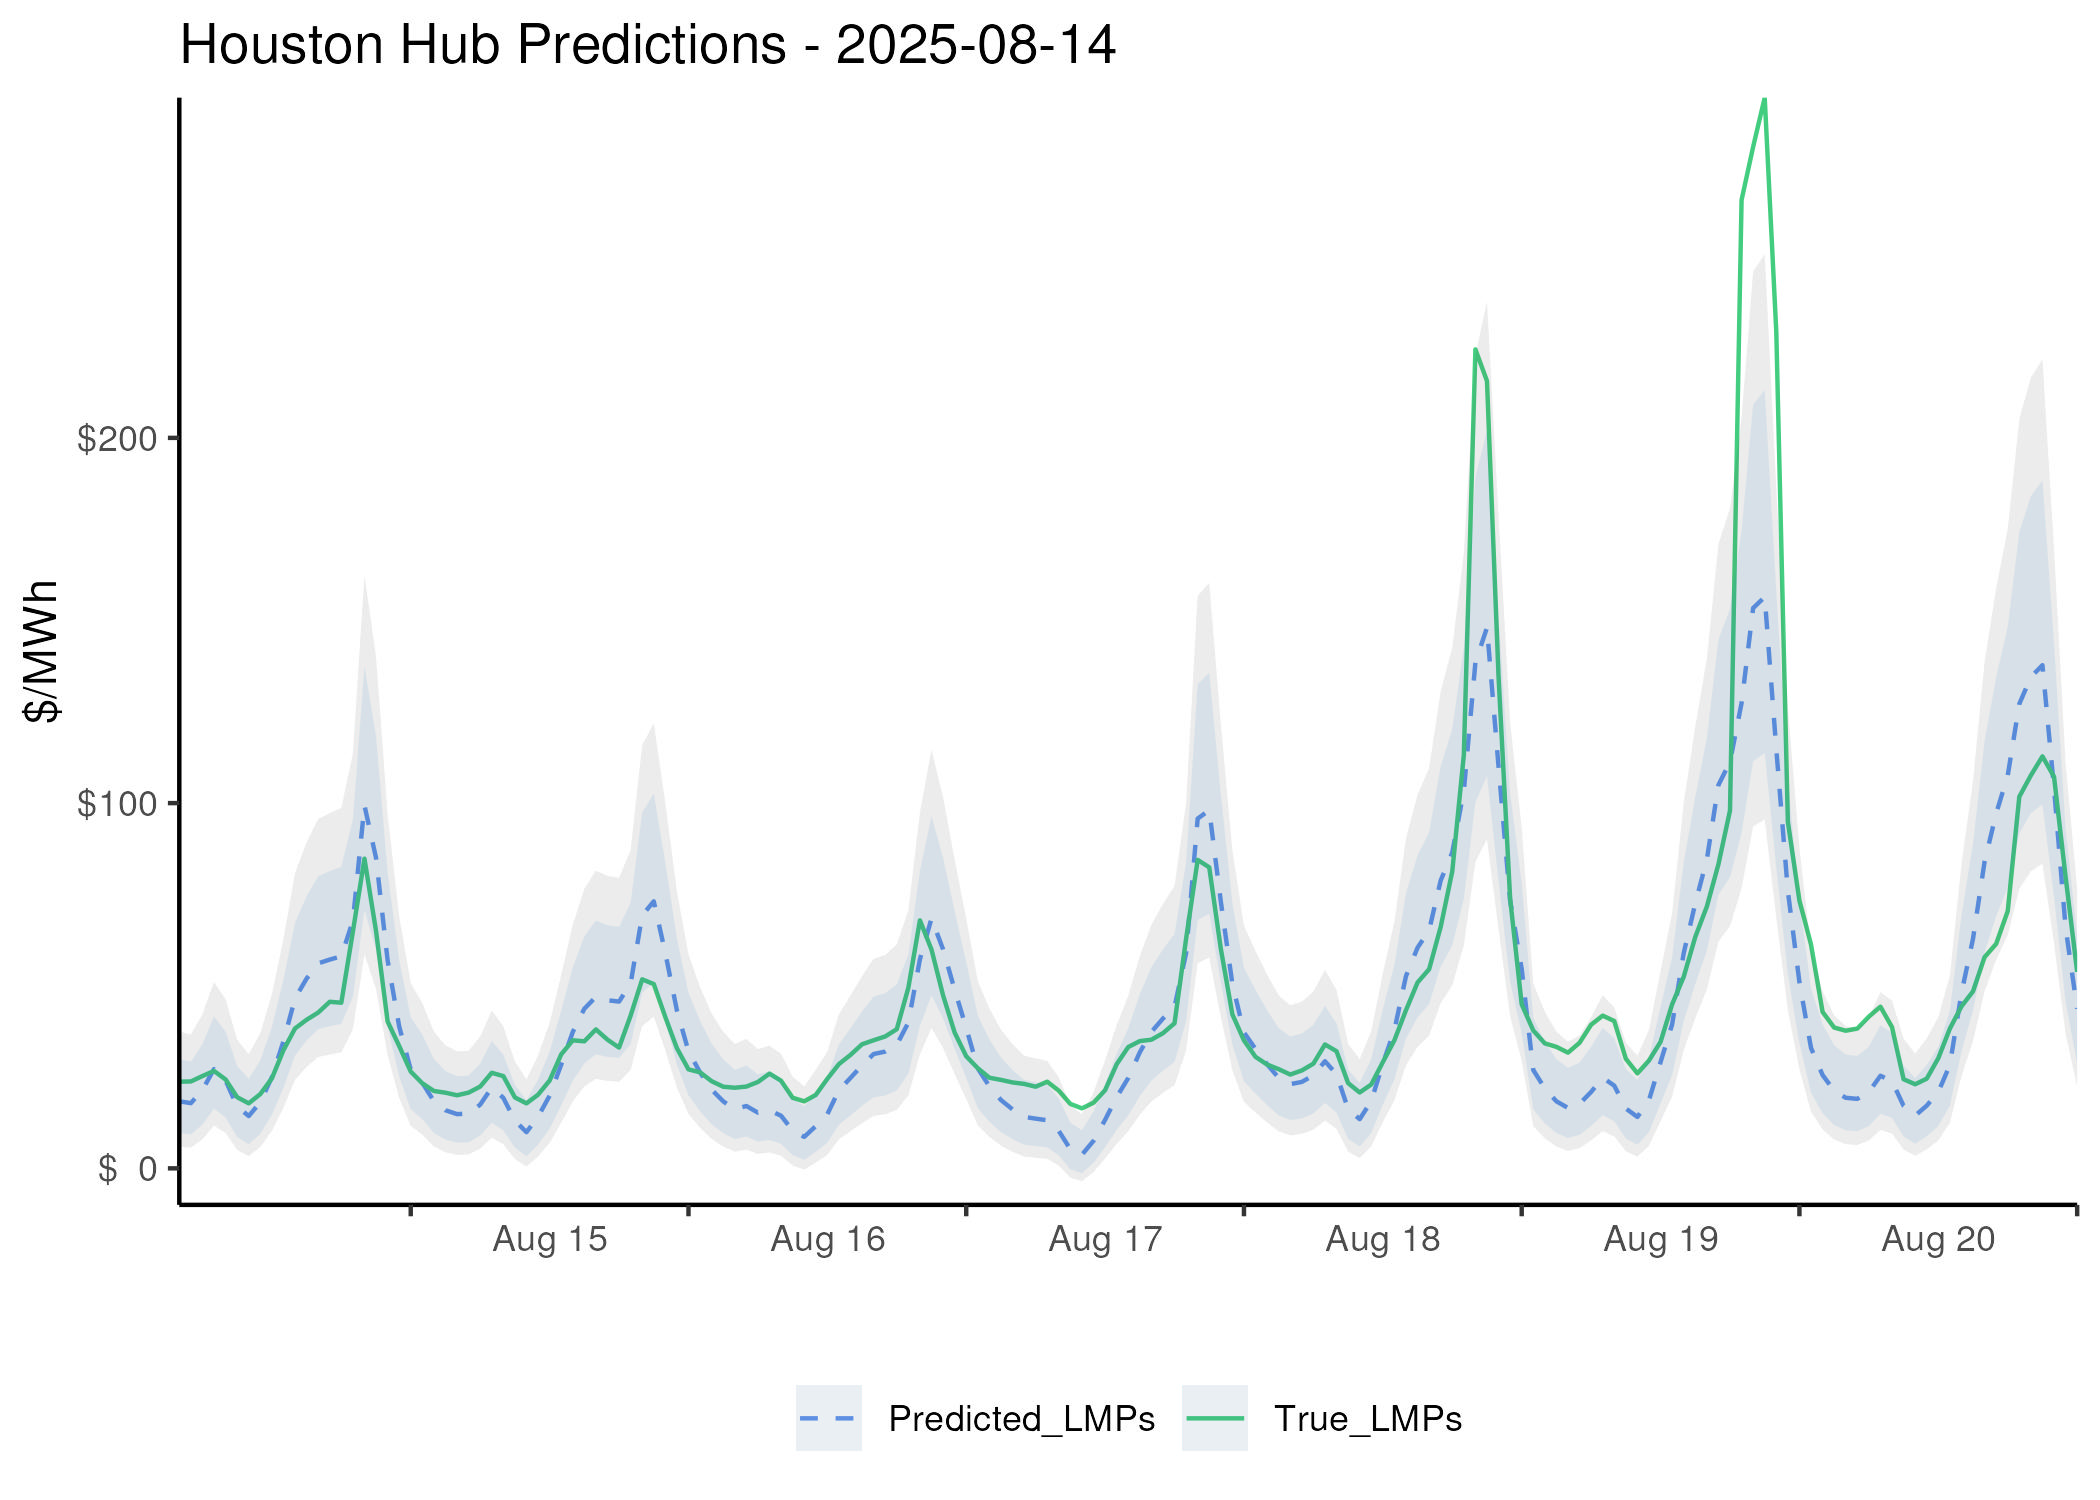 Houston Hub Predictions - 2025-08-14
$/MWh
$200
$100
$  0
Aug 15 Aug 16 Aug 17 Aug 18 Aug 19 Aug 20
Predicted_LMPs True_LMPs